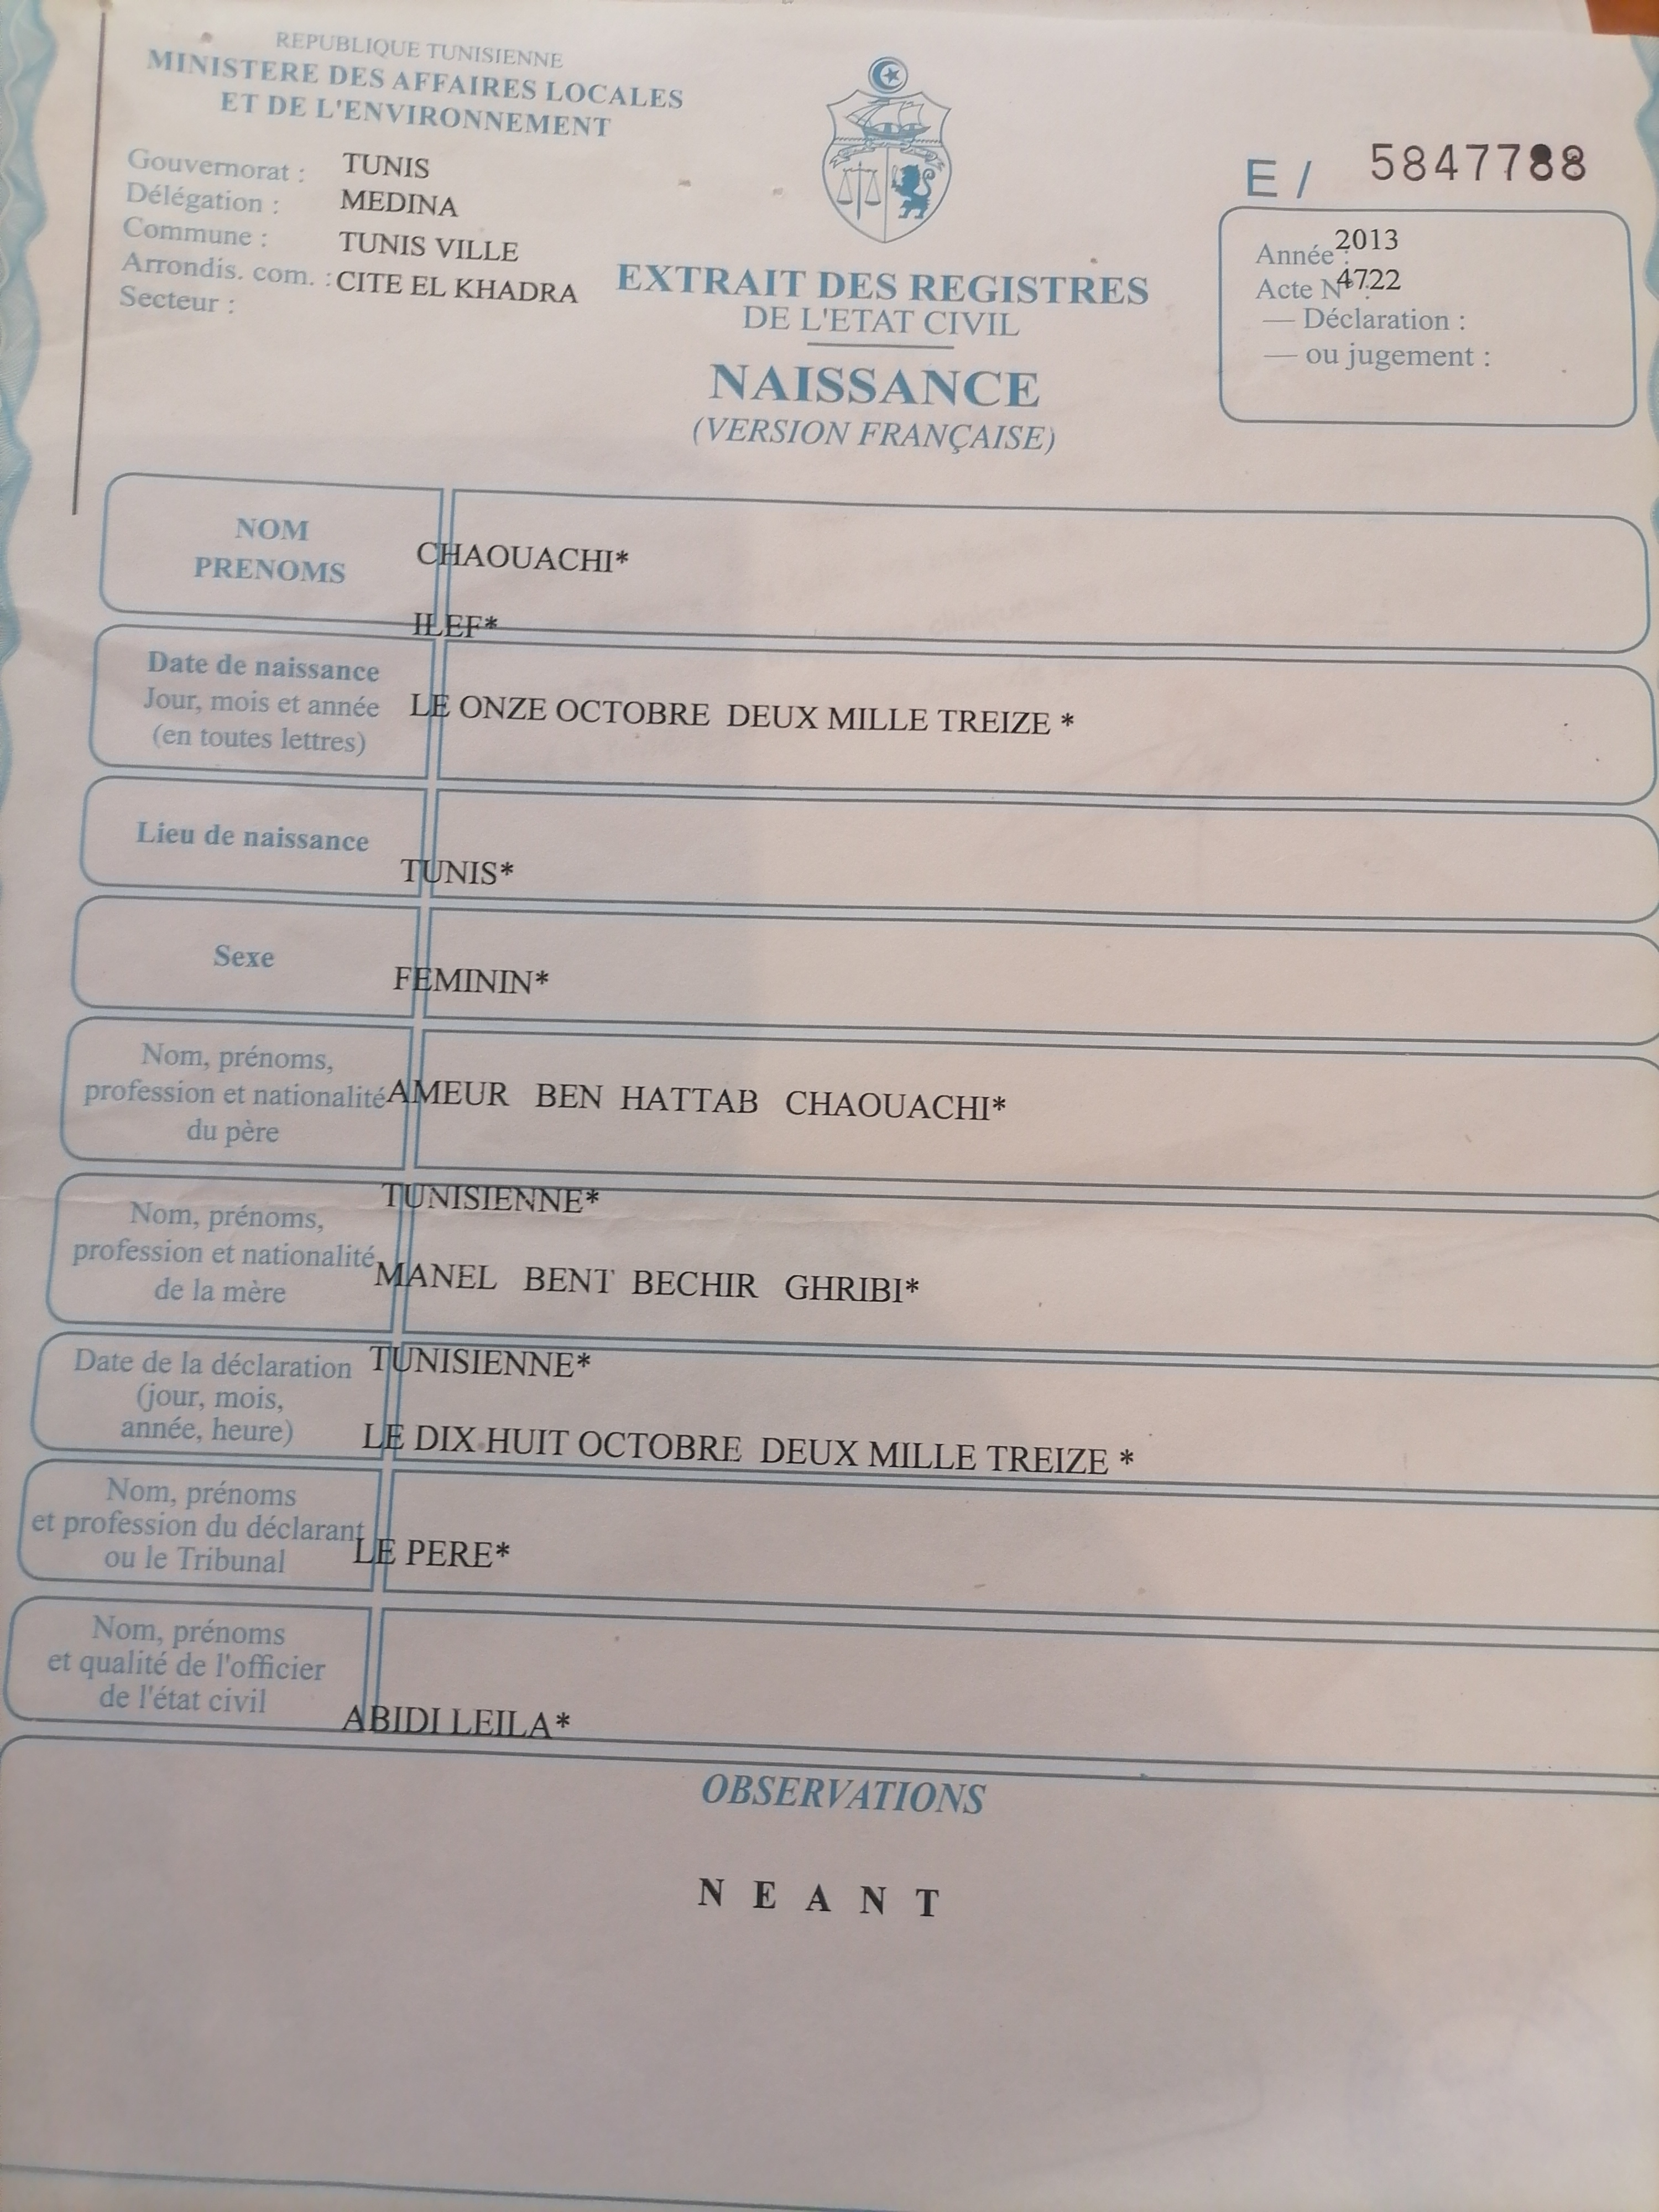 REPUBLIQUE TUNISIENNE
MINISTERE DES AFFAIRES LOCALES
ET DE L'ENVIRONNEMENT
Gouvernorat : TUNIS
Délégation : MEDINA
Commune : TUNIS VILLE
Arrondis. com. : CITE EL KHADRA
Secteur :
E / 5847788
Année : 2013
Acte N° : 4722
— Déclaration :
— ou jugement :
EXTRAIT DES REGISTRES
DE L'ETAT CIVIL
NAISSANCE
(VERSION FRANÇAISE)
NOM
PRENOMS
CHAOUACHI*
ILEF*
Date de naissance
Jour, mois et année
(en toutes lettres)
LE ONZE OCTOBRE DEUX MILLE TREIZE *
Lieu de naissance
TUNIS*
Sexe
FEMININ*
Nom, prénoms,
profession et nationalité
du père
AMEUR BEN HATTAB CHAOUACHI*
TUNISIENNE*
Nom, prénoms,
profession et nationalité
de la mère
MANEL BENT BECHIR GHRIBI*
TUNISIENNE*
Date de la déclaration
(jour, mois,
année, heure)
LE DIX HUIT OCTOBRE DEUX MILLE TREIZE *
Nom, prénoms
et profession du déclarant
ou le Tribunal
LE PERE*
Nom, prénoms
et qualité de l'officier
de l'état civil
ABIDI LEILA*
OBSERVATIONS
N E A N T